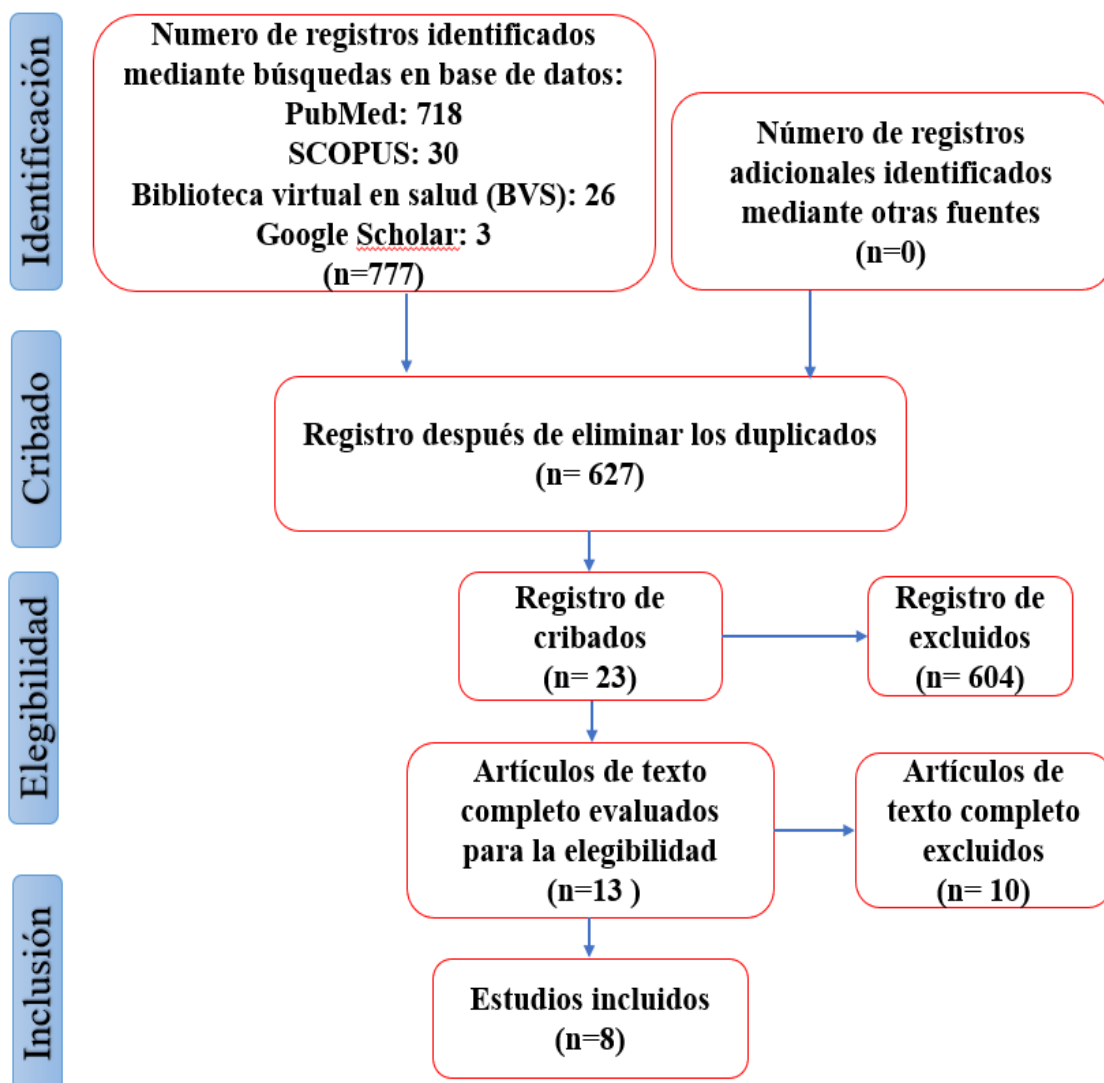 Identificación
Numero de registros identificados
mediante búsquedas en base de datos:
PubMed: 718
SCOPUS: 30
Biblioteca virtual en salud (BVS): 26
Google Scholar: 3
(n=777)
Número de registros
adicionales identificados
mediante otras fuentes
(n=0)
Cribado
Registro después de eliminar los duplicados
(n= 627)
Elegibilidad
Registro de
cribados
(n= 23)
Registro de
excluidos
(n= 604)
Artículos de texto
completo evaluados
para la elegibilidad
(n=13 )
Artículos de
texto completo
excluidos
(n= 10)
Inclusión
Estudios incluidos
(n=8)